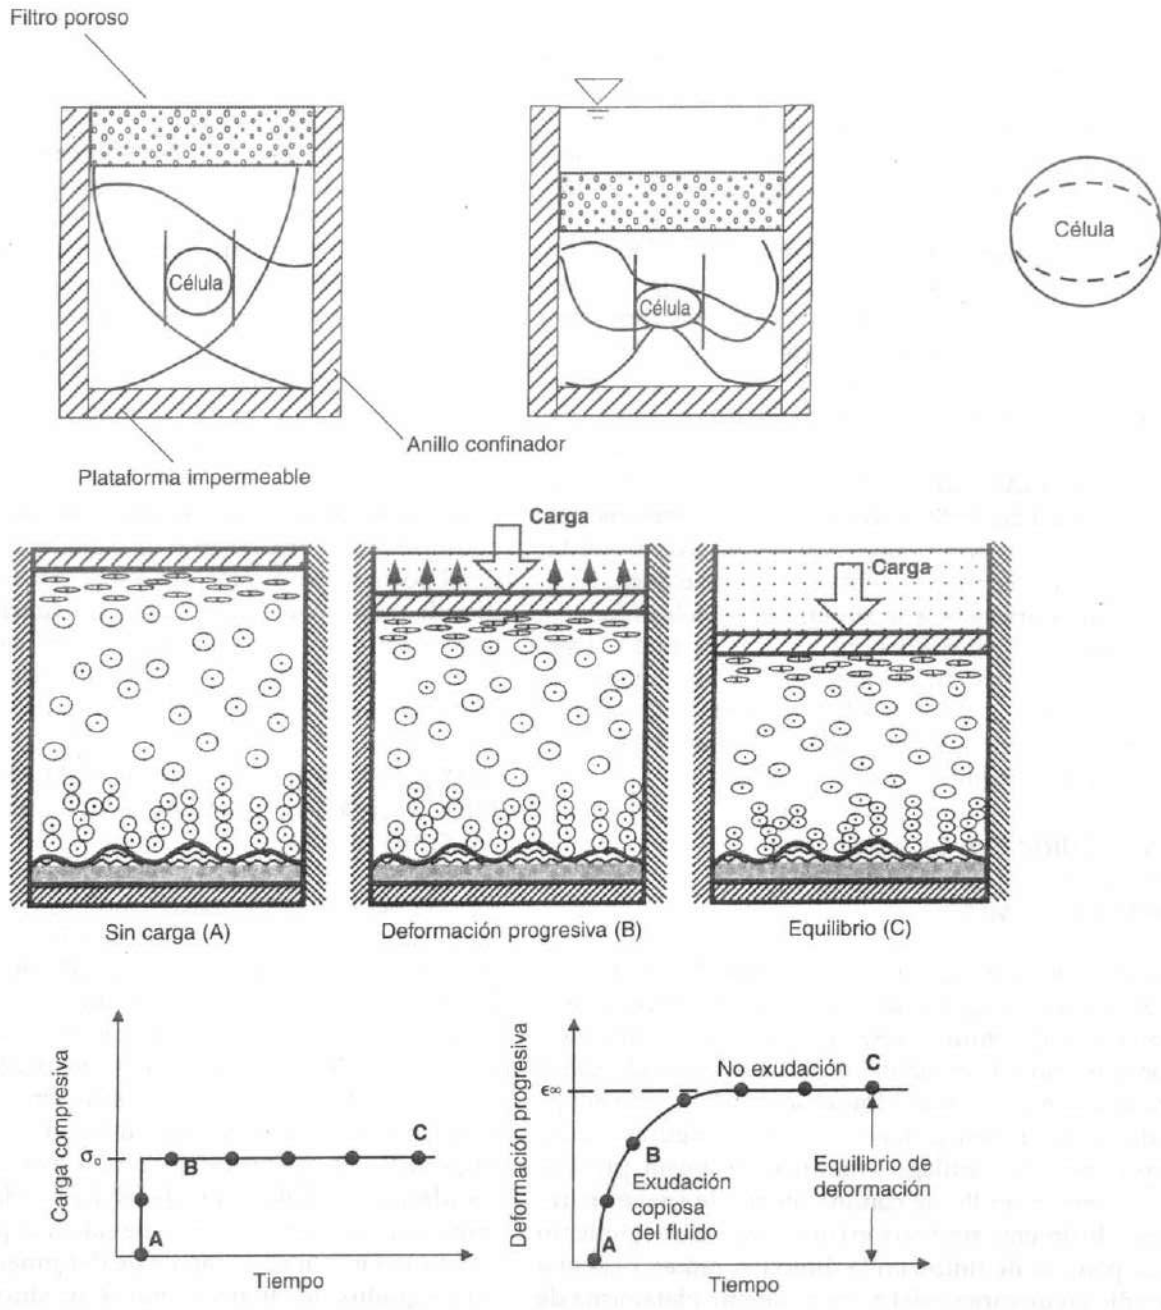 Filtro poroso
Célula
Célula
Célula
Anillo confinador
Plataforma impermeable
Carga
Carga
Sin carga (A)
Deformación progresiva (B)
Equilibrio (C)
Carga compresiva
σo
A
B
C
Tiempo
Deformación progresiva
ϵ∞
No exudación
C
B
Exudación
copiosa
del fluido
A
Equilibrio de
deformación
Tiempo